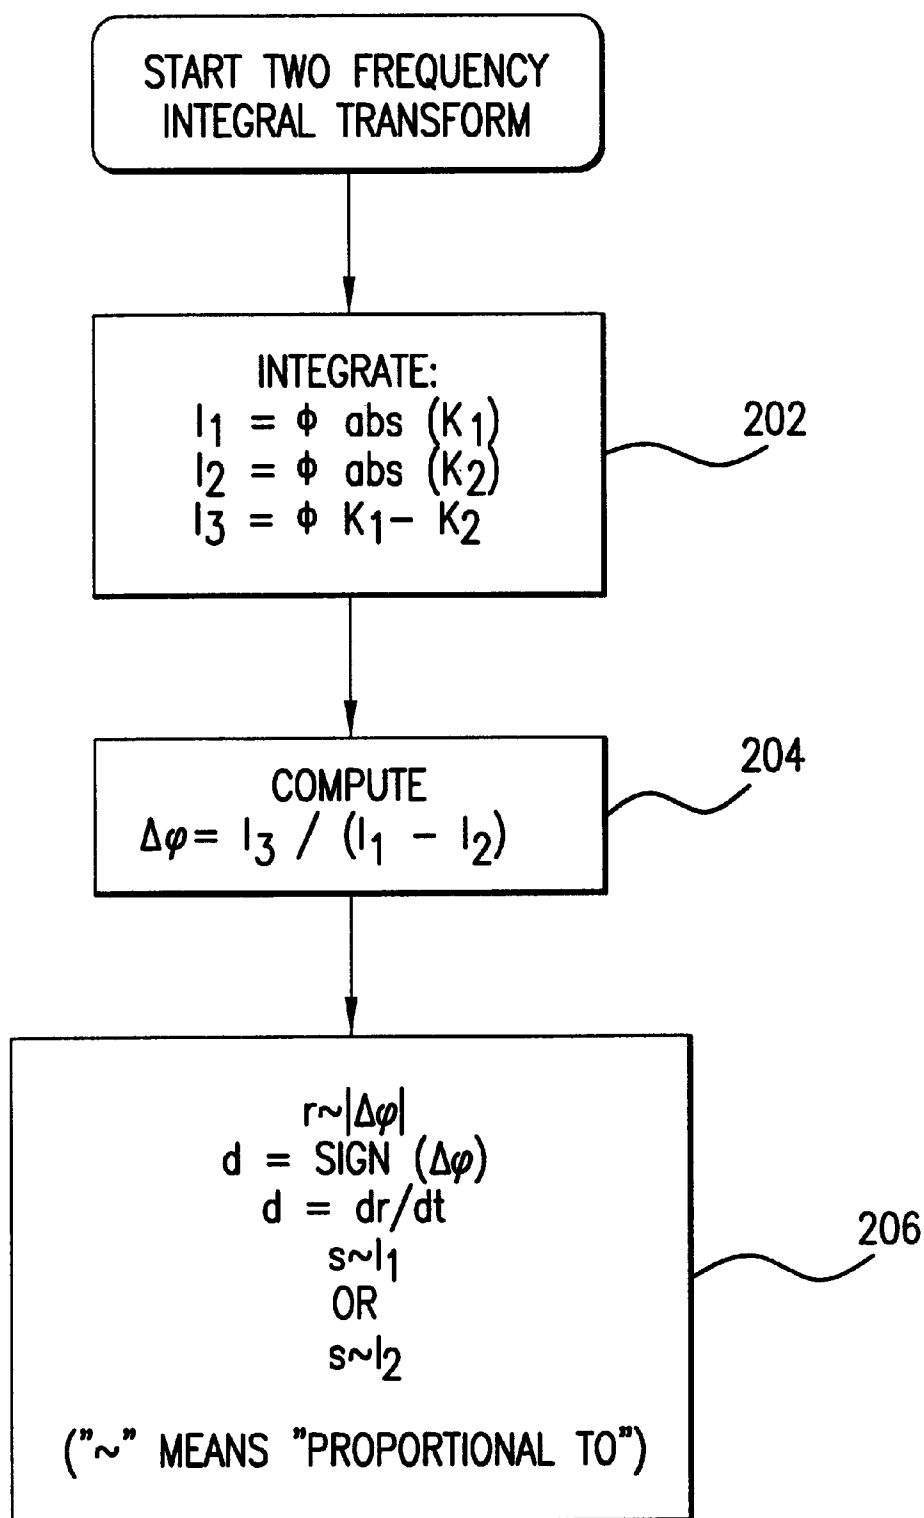 START TWO FREQUENCY
INTEGRAL TRANSFORM
INTEGRATE:
I1 = ϕ abs (K1)
I2 = ϕ abs (K2)
I3 = ϕ K1 – K2
202
COMPUTE
Δφ = I3 / (I1 – I2)
204
r~|Δφ|
d = SIGN (Δφ)
d = dr/dt
s~I1
OR
s~I2
("~" MEANS "PROPORTIONAL TO")
206